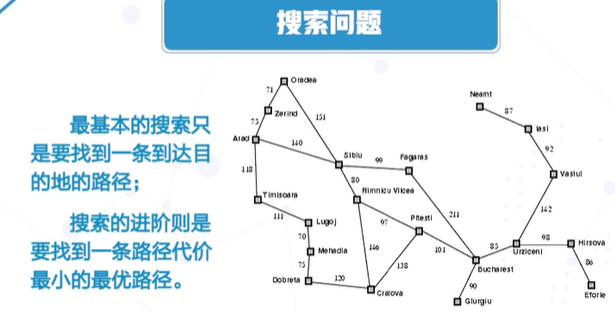 搜索问题
最基本的搜索只
是要找到一条到达目
的地的路径；
搜索的进阶则是
要找到一条路径代价
最小的最优路径。
Oradea
71
Neamt
Zerind
87
75
151
Iasi
Arad
140
92
Sibiu
99
Fagaras
118
80
Vaslui
Timisoara
Rimnicu Vilcea
111
Lugoj
97
Pitesti
211
142
70
98
Mehadia
146
101
85
Hirsova
Urziceni
75
138
86
Bucharest
Dobreta
120
90
Craiova
Eforie
Giurgiu